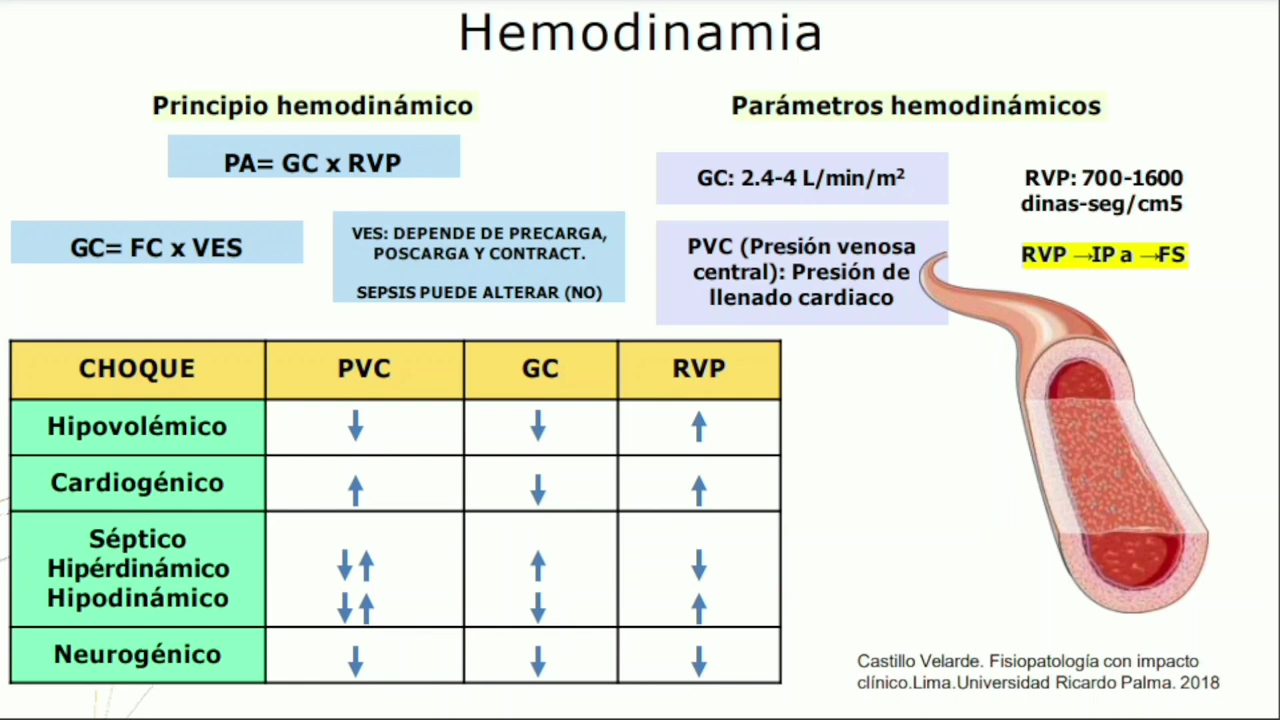 Hemodinamia
Principio hemodinámico
PA= GC x RVP
GC= FC x VES
VES: DEPENDE DE PRECARGA,
POSCARGA Y CONTRACT.
SEPSIS PUEDE ALTERAR (NO)
Parámetros hemodinámicos
GC: 2.4-4 L/min/m²
PVC (Presión venosa
central): Presión de
llenado cardiaco
RVP: 700-1600
dinas-seg/cm5
RVP →IP a →FS
CHOQUE PVC GC RVP
Hipovolémico ↓ ↓ ↑
Cardiogénico ↑ ↓ ↑
Séptico
Hipérdinámico ↓↑ ↑ ↓
Hipodinámico ↓↑ ↓ ↑
Neurogénico ↓ ↓ ↓
Castillo Velarde. Fisiopatología con impacto
clínico.Lima.Universidad Ricardo Palma. 2018